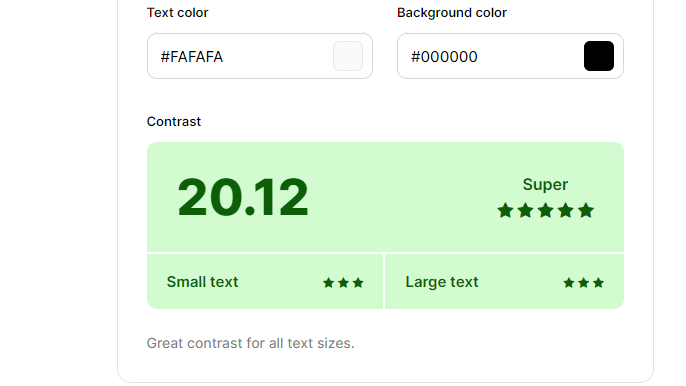 Text color Background color
#FAFAFA #000000
Contrast
20.12 Super
Small text Large text
Great contrast for all text sizes.